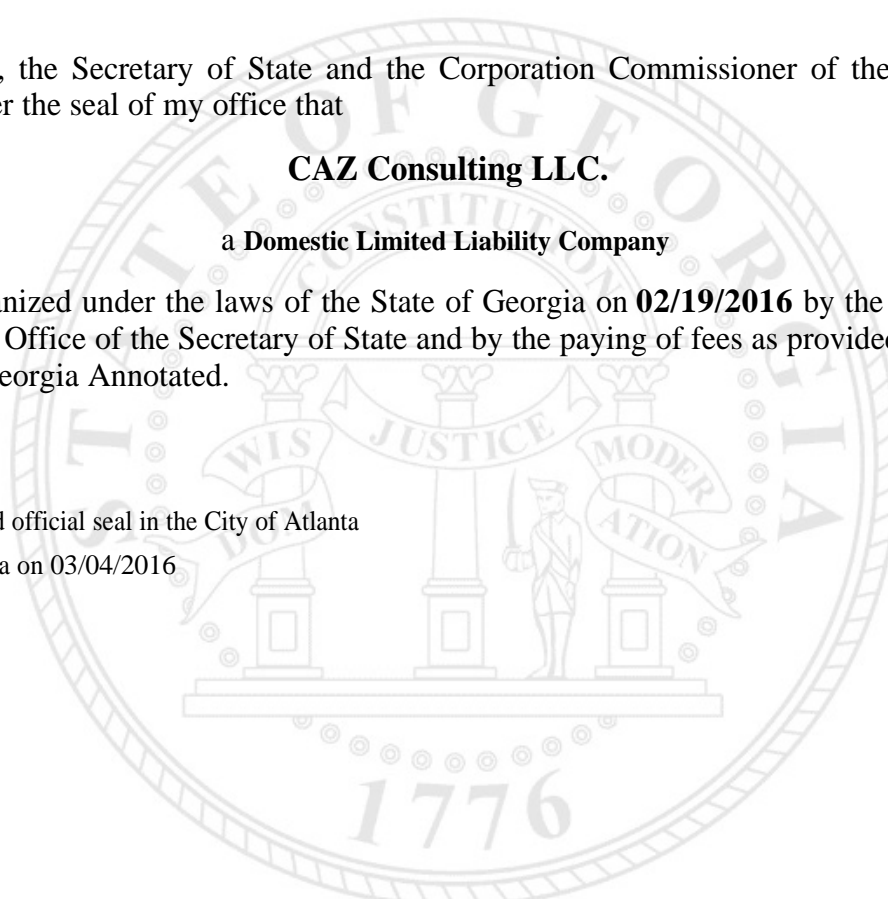 , the Secretary of State and the Corporation Commissioner of the
er the seal of my office that
CAZ Consulting LLC.
a Domestic Limited Liability Company
anized under the laws of the State of Georgia on 02/19/2016 by the
Office of the Secretary of State and by the paying of fees as provided
eorgia Annotated.
d official seal in the City of Atlanta
a on 03/04/2016
STATE OF GEORGIA
CONSTITUTION
WISDOM
JUSTICE
MODERATION
1776